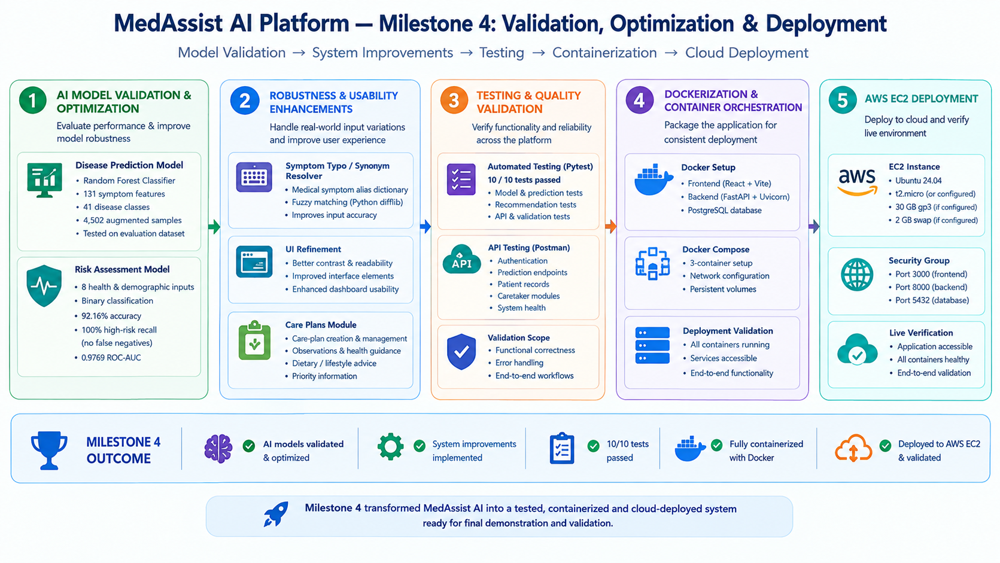 MedAssist AI Platform — Milestone 4: Validation, Optimization & Deployment
Model Validation → System Improvements → Testing → Containerization → Cloud Deployment
1
AI MODEL VALIDATION &
OPTIMIZATION
Evaluate performance & improve
model robustness
Disease Prediction Model
• Random Forest Classifier
• 131 symptom features
• 41 disease classes
• 4,502 augmented samples
• Tested on evaluation dataset
Risk Assessment Model
• 8 health & demographic inputs
• Binary classification
• 92.16% accuracy
• 100% high-risk recall
(no false negatives)
• 0.9769 ROC-AUC
2
ROBUSTNESS & USABILITY
ENHANCEMENTS
Handle real-world input variations
and improve user experience
Symptom Typo / Synonym
Resolver
• Medical symptom alias dictionary
• Fuzzy matching (Python difflib)
• Improves input accuracy
UI Refinement
• Better contrast & readability
• Improved interface elements
• Enhanced dashboard usability
Care Plans Module
• Care-plan creation & management
• Observations & health guidance
• Dietary / lifestyle advice
• Priority information
3
TESTING & QUALITY
VALIDATION
Verify functionality and reliability
across the platform
Automated Testing (Pytest)
10 / 10 tests passed
• Model & prediction tests
• Recommendation tests
• API & validation tests
API
API Testing (Postman)
• Authentication
• Prediction endpoints
• Patient records
• Caretaker modules
• System health
Validation Scope
• Functional correctness
• Error handling
• End-to-end workflows
4
DOCKERIZATION &
CONTAINER ORCHESTRATION
Package the application for
consistent deployment
Docker Setup
• Frontend (React + Vite)
• Backend (FastAPI + Uvicorn)
• PostgreSQL database
Docker Compose
• 3-container setup
• Network configuration
• Persistent volumes
Deployment Validation
• All containers running
• Services accessible
• End-to-end functionality
5
AWS EC2 DEPLOYMENT
Deploy to cloud and verify
live environment
aws
EC2 Instance
• Ubuntu 24.04
• t2.micro (or configured)
• 30 GB gp3 (if configured)
• 2 GB swap (if configured)
Security Group
• Port 3000 (frontend)
• Port 8000 (backend)
• Port 5432 (database)
Live Verification
• Application accessible
• All containers healthy
• End-to-end validation
MILESTONE 4
OUTCOME
AI models validated
& optimized
System improvements
implemented
10/10 tests
passed
Fully containerized
with Docker
Deployed to AWS EC2
& validated
Milestone 4 transformed MedAssist AI into a tested, containerized and cloud-deployed system
ready for final demonstration and validation.